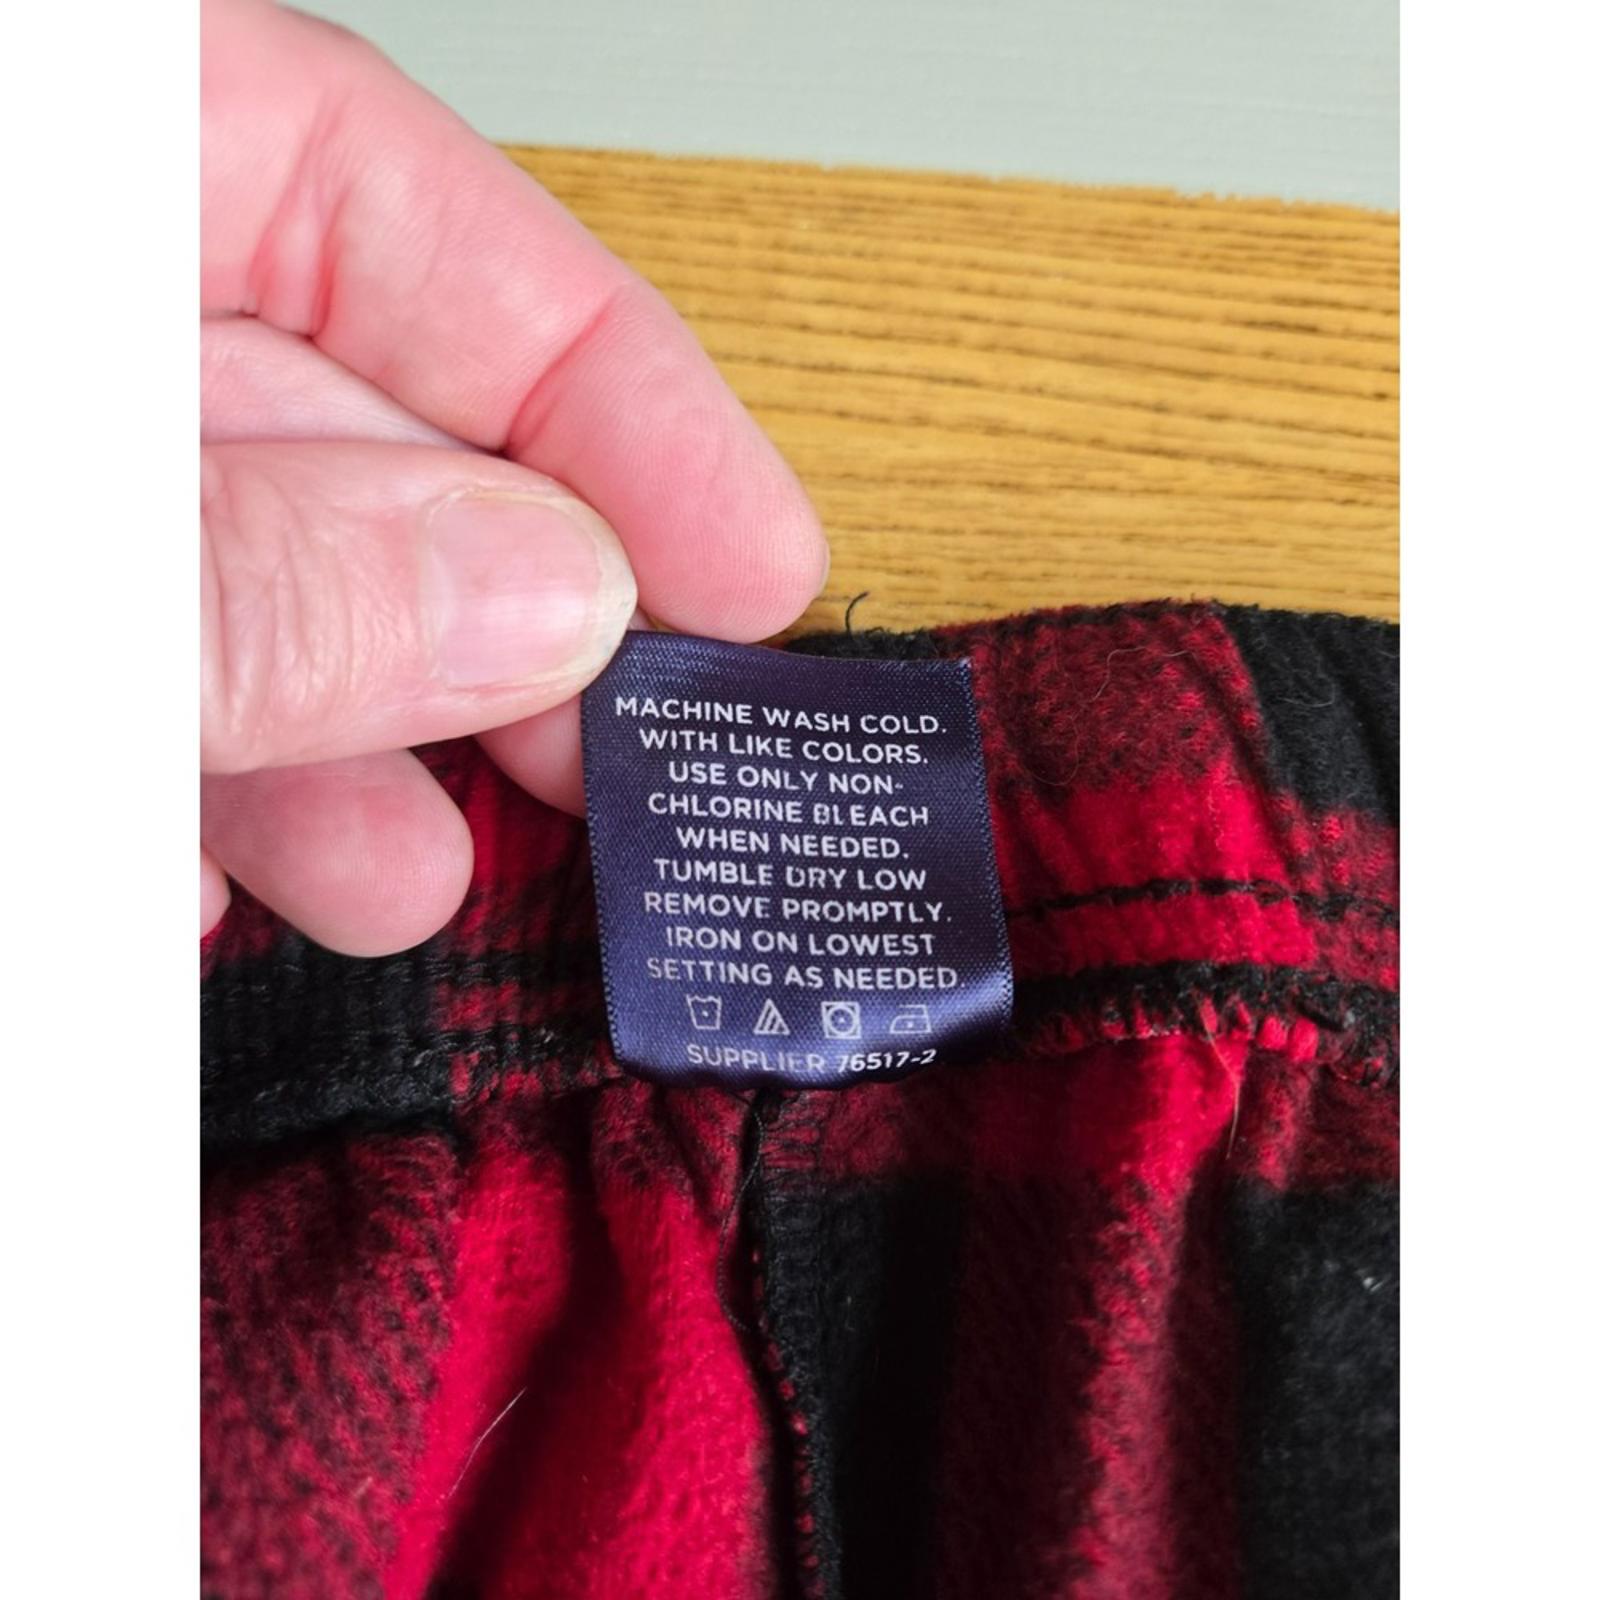 MACHINE WASH COLD.
WITH LIKE COLORS.
USE ONLY NON-
CHLORINE BLEACH
WHEN NEEDED.
TUMBLE DRY LOW
REMOVE PROMPTLY.
IRON ON LOWEST
SETTING AS NEEDED.
SUPPLIER 76517-2